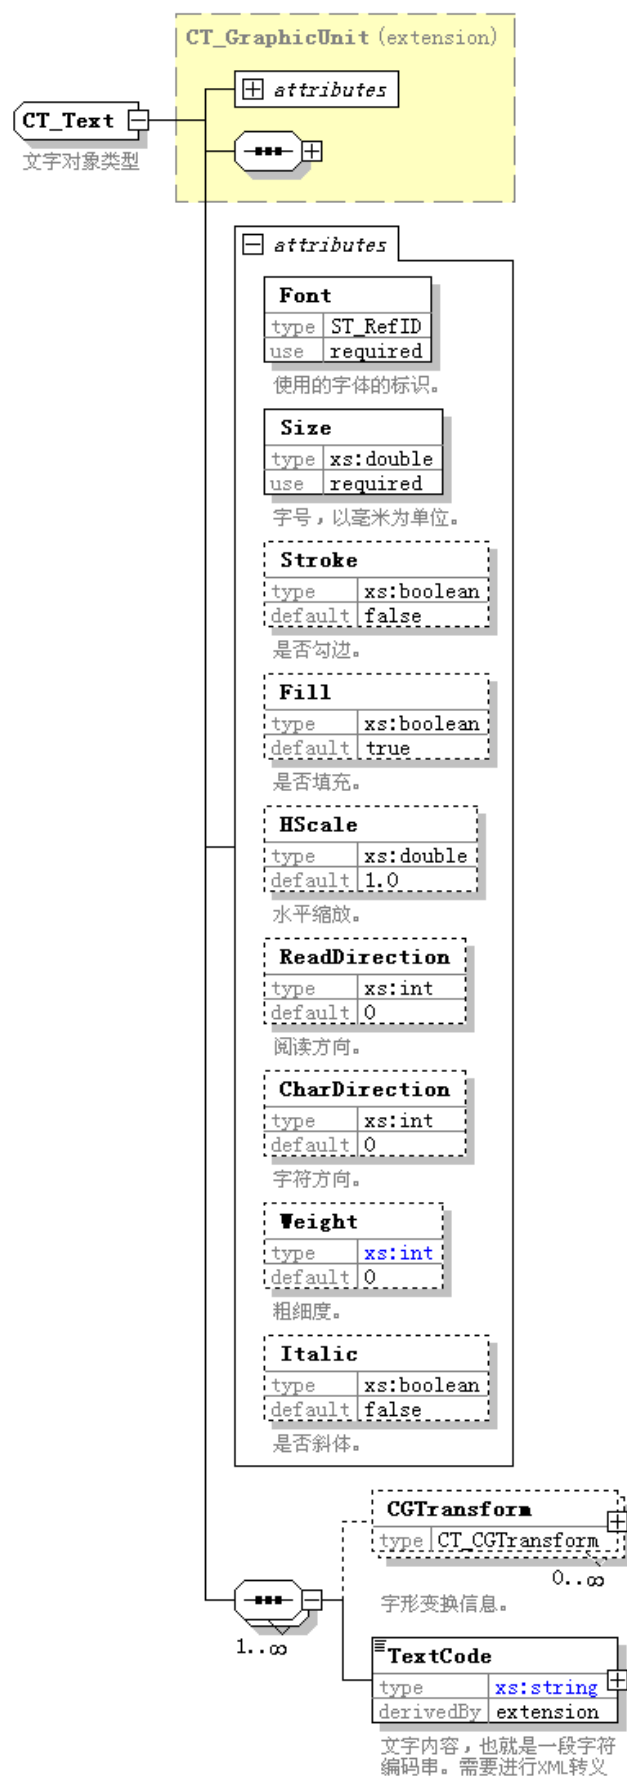 CT_GraphicUnit (extension)
attributes
CT_Text
文字对象类型
attributes
Font
type ST_RefID
use required
使用的字体的标识。
Size
type xs:double
use required
字号，以毫米为单位。
Stroke
type xs:boolean
default false
是否勾边。
Fill
type xs:boolean
default true
是否填充。
HScale
type xs:double
default 1.0
水平缩放。
ReadDirection
type xs:int
default 0
阅读方向。
CharDirection
type xs:int
default 0
字符方向。
Weight
type xs:int
default 0
粗细度。
Italic
type xs:boolean
default false
是否斜体。
CGTransform
type CT_CGTransform
0..∞
字形变换信息。
1..∞
TextCode
type xs:string
derivedBy extension
文字内容，也就是一段字符
编码串。需要进行XML转义